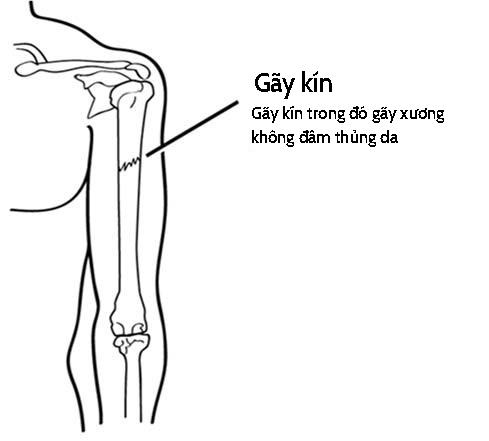 Gãy kín
Gãy kín trong đó gãy xương
không đâm thủng da